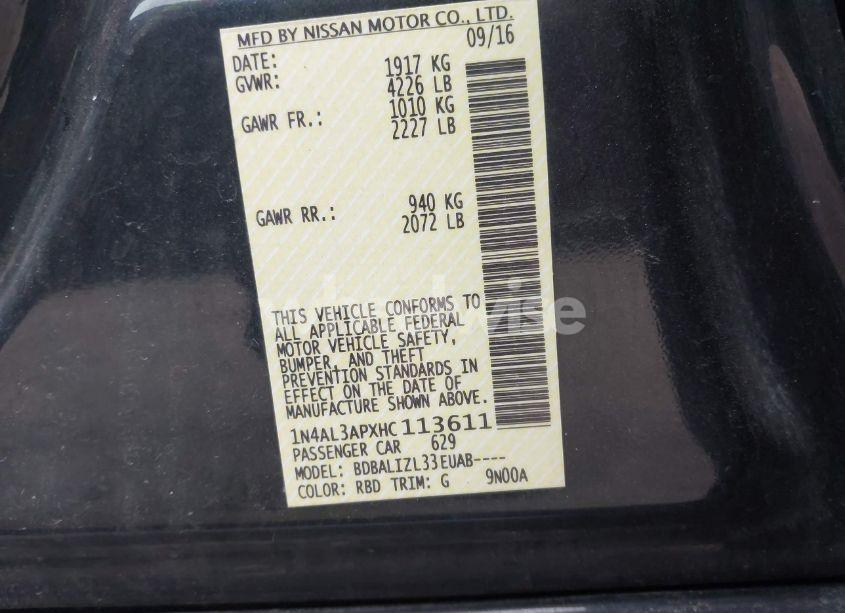 MFD BY NISSAN MOTOR CO., LTD.
DATE: 09/16
GVWR: 1917 KG
4226 LB
GAWR FR.: 1010 KG
2227 LB
GAWR RR.: 940 KG
2072 LB
THIS VEHICLE CONFORMS TO
ALL APPLICABLE FEDERAL
MOTOR VEHICLE SAFETY,
BUMPER, AND THEFT
PREVENTION STANDARDS IN
EFFECT ON THE DATE OF
MANUFACTURE SHOWN ABOVE.
1N4AL3APXHC113611
PASSENGER CAR 629
MODEL: BDBALIZL33EUAB----
COLOR: RBD TRIM: G 9N00A